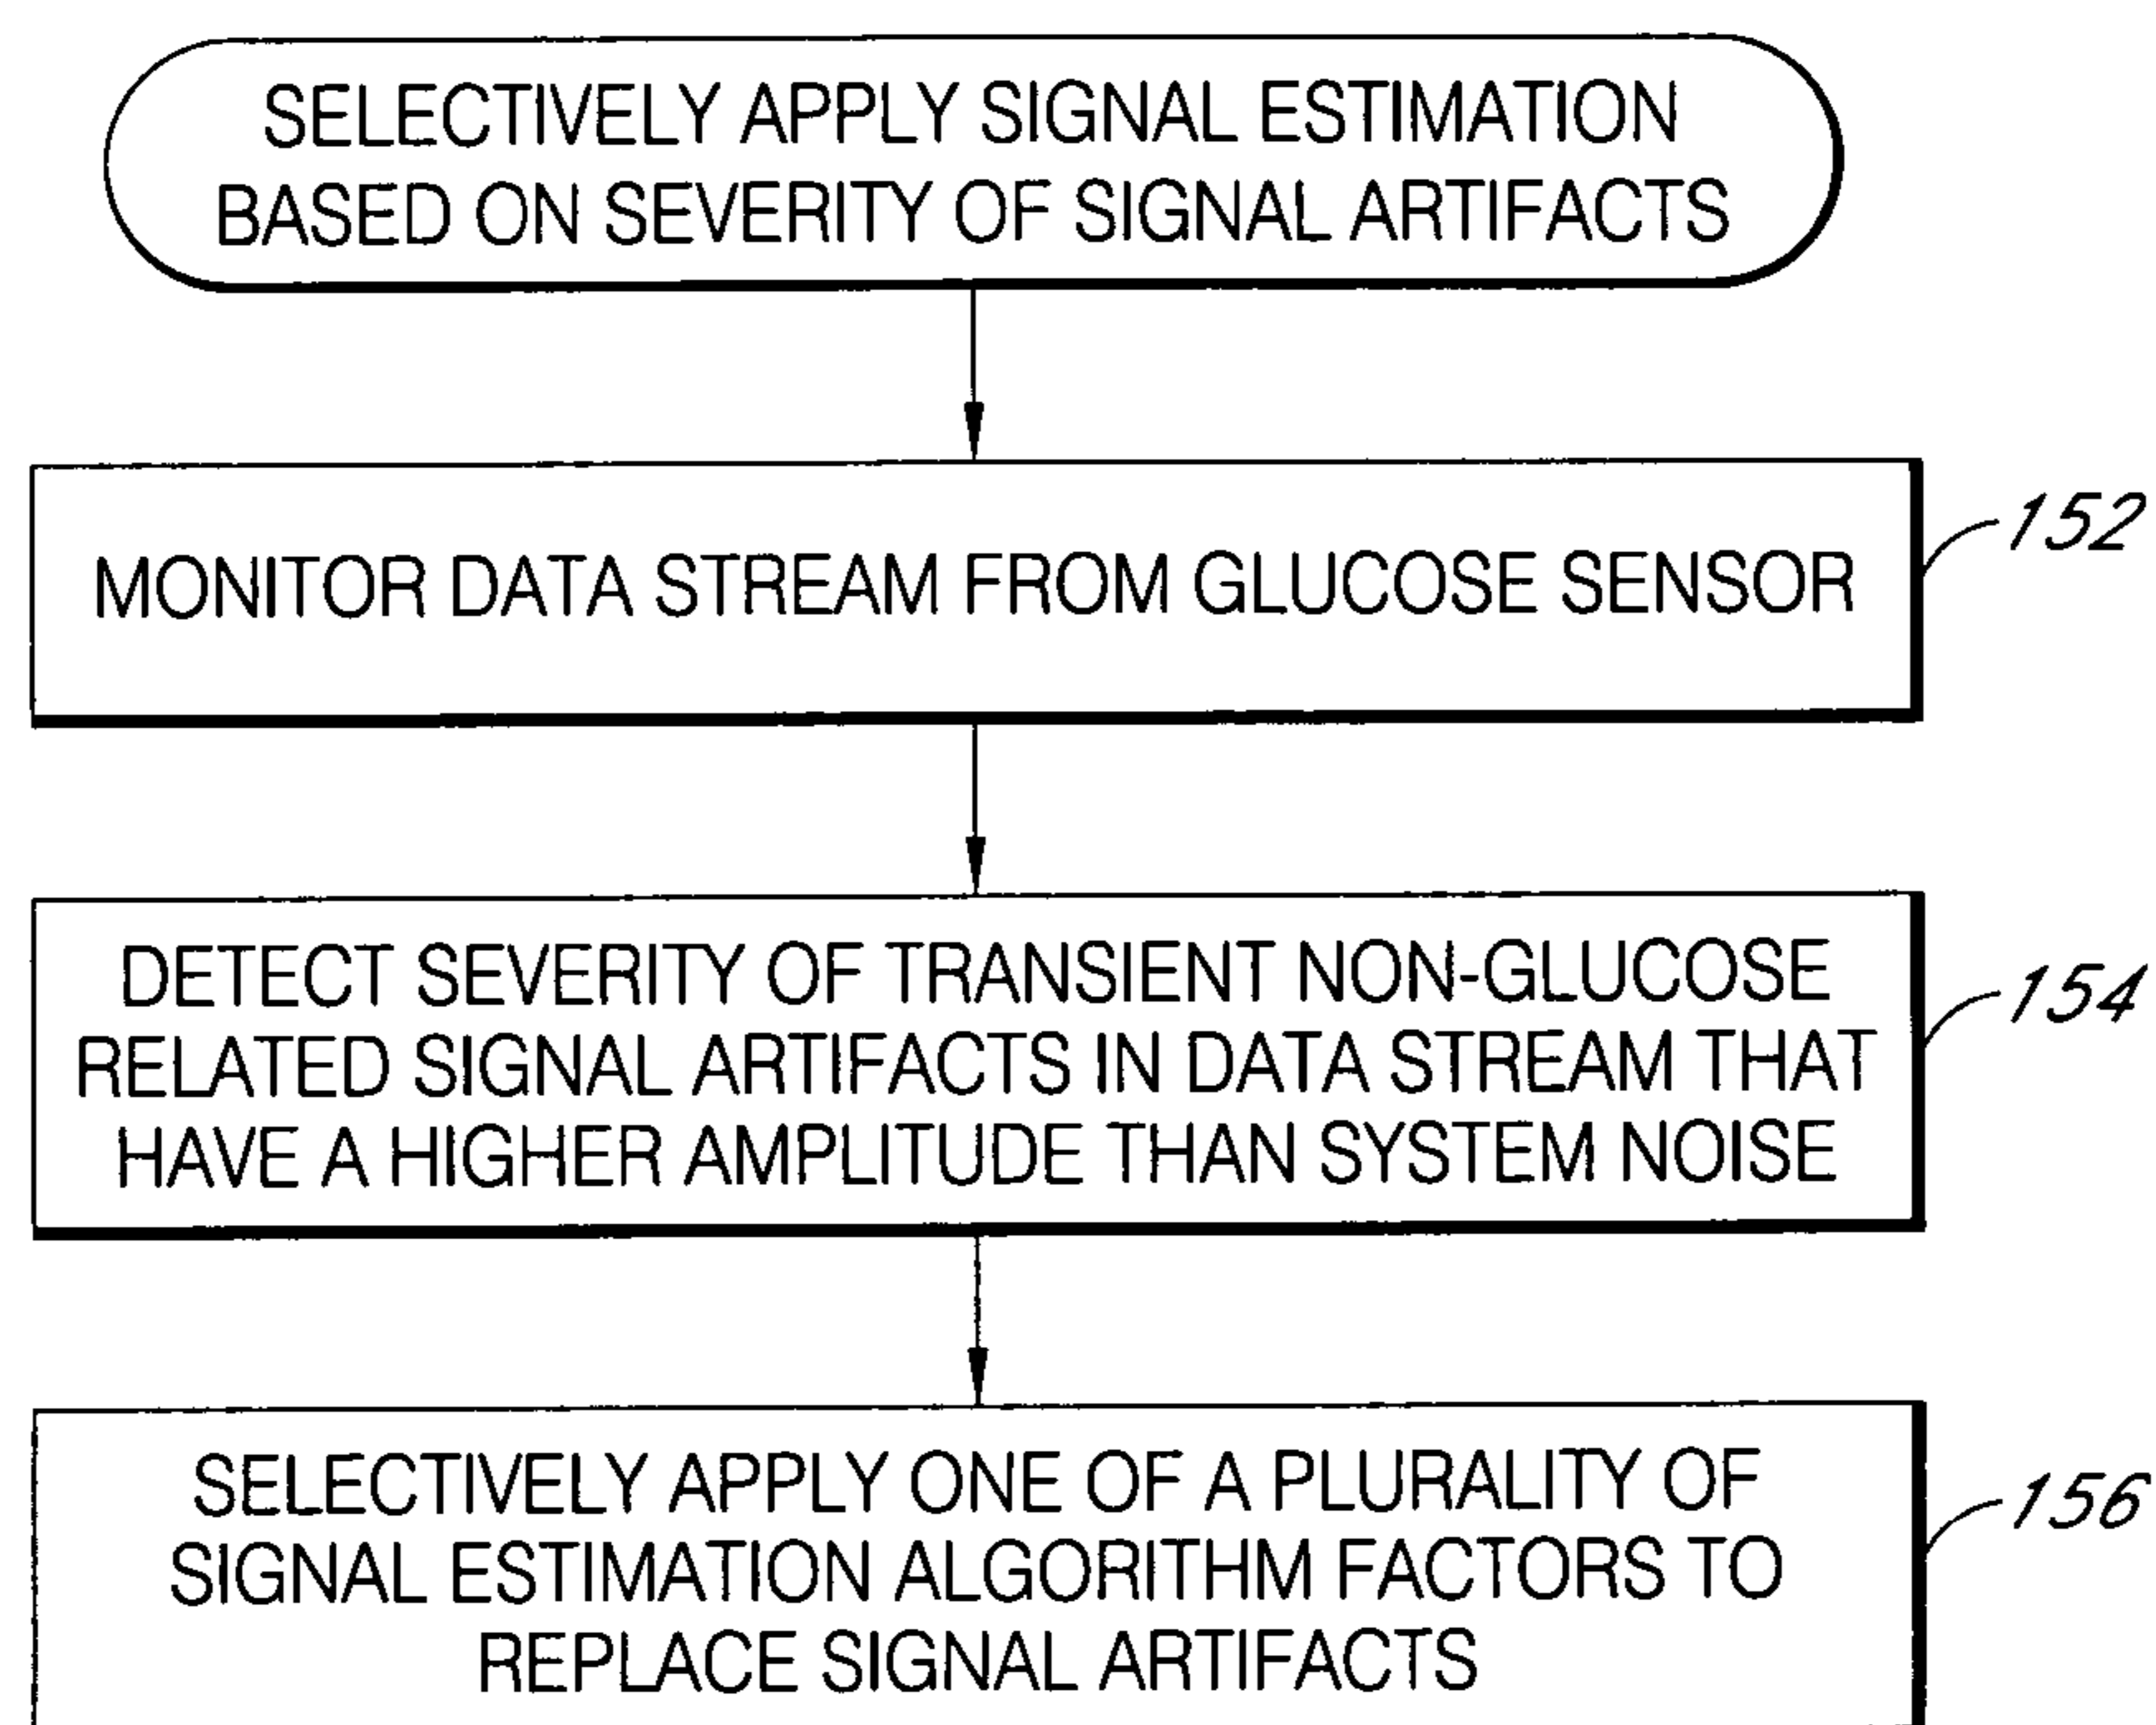 SELECTIVELY APPLY SIGNAL ESTIMATION
BASED ON SEVERITY OF SIGNAL ARTIFACTS
MONITOR DATA STREAM FROM GLUCOSE SENSOR
152
DETECT SEVERITY OF TRANSIENT NON-GLUCOSE
RELATED SIGNAL ARTIFACTS IN DATA STREAM THAT
HAVE A HIGHER AMPLITUDE THAN SYSTEM NOISE
154
SELECTIVELY APPLY ONE OF A PLURALITY OF
SIGNAL ESTIMATION ALGORITHM FACTORS TO
REPLACE SIGNAL ARTIFACTS
156